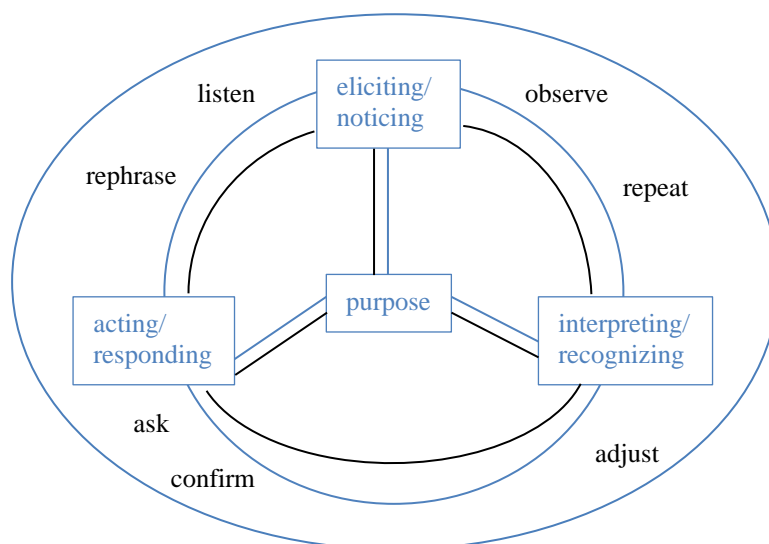 listen
eliciting/
noticing
observe
rephrase
repeat
purpose
acting/
responding
interpreting/
recognizing
ask
confirm
adjust